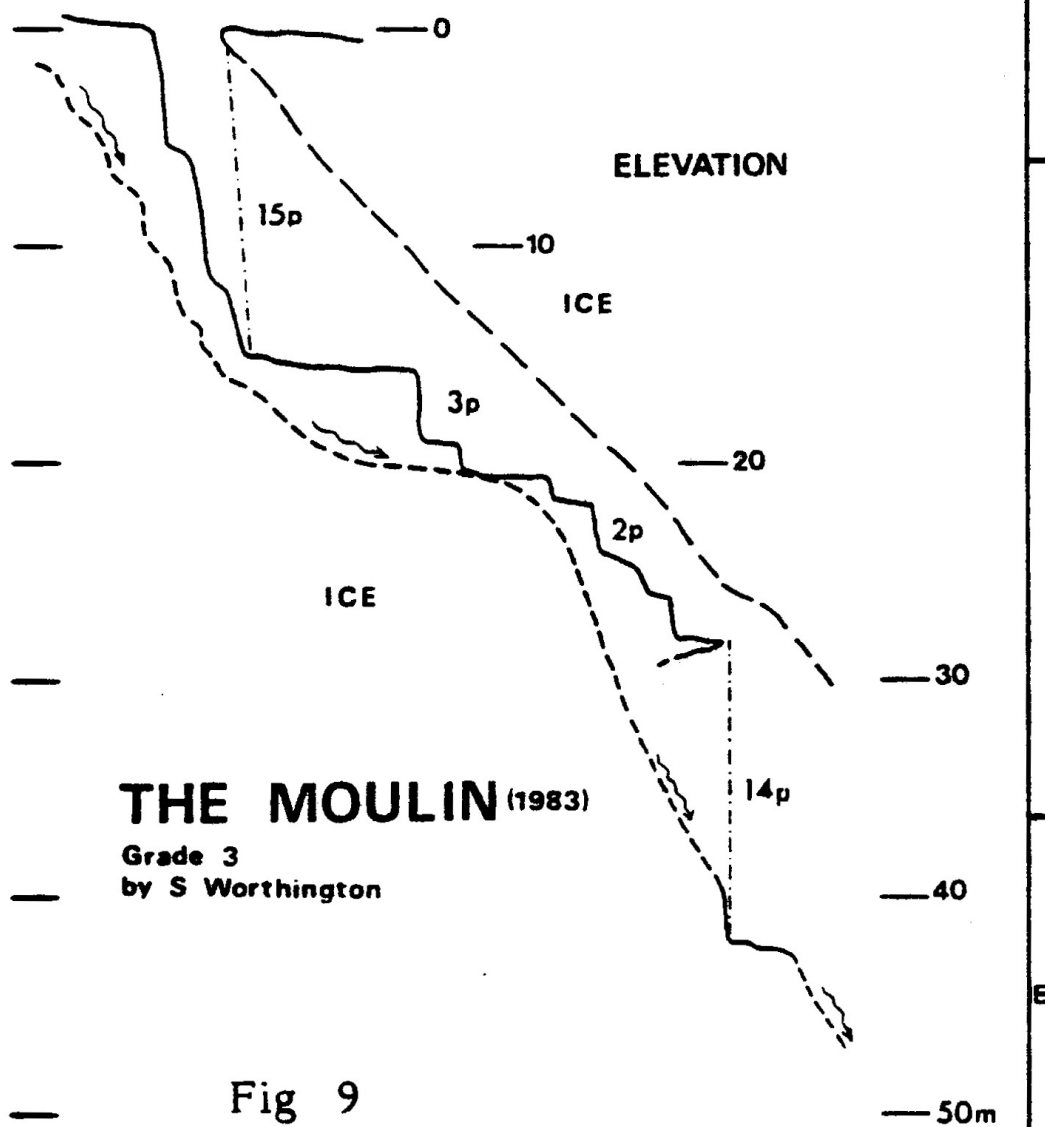 0
ELEVATION
15p
10
ICE
3p
20
2p
ICE
30
THE MOULIN (1983)
14p
Grade 3
by S Worthington
40
E
Fig 9
50m